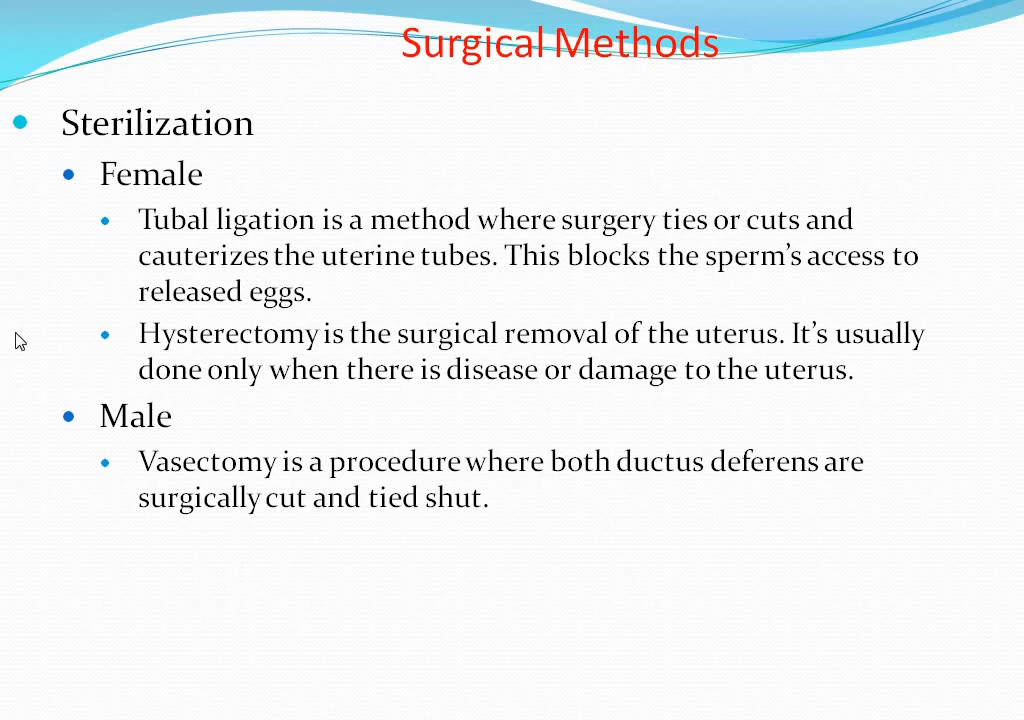 Surgical Methods
Sterilization
Female
Tubal ligation is a method where surgery ties or cuts and
cauterizes the uterine tubes. This blocks the sperm’s access to
released eggs.
Hysterectomy is the surgical removal of the uterus. It’s usually
done only when there is disease or damage to the uterus.
Male
Vasectomy is a procedure where both ductus deferens are
surgically cut and tied shut.